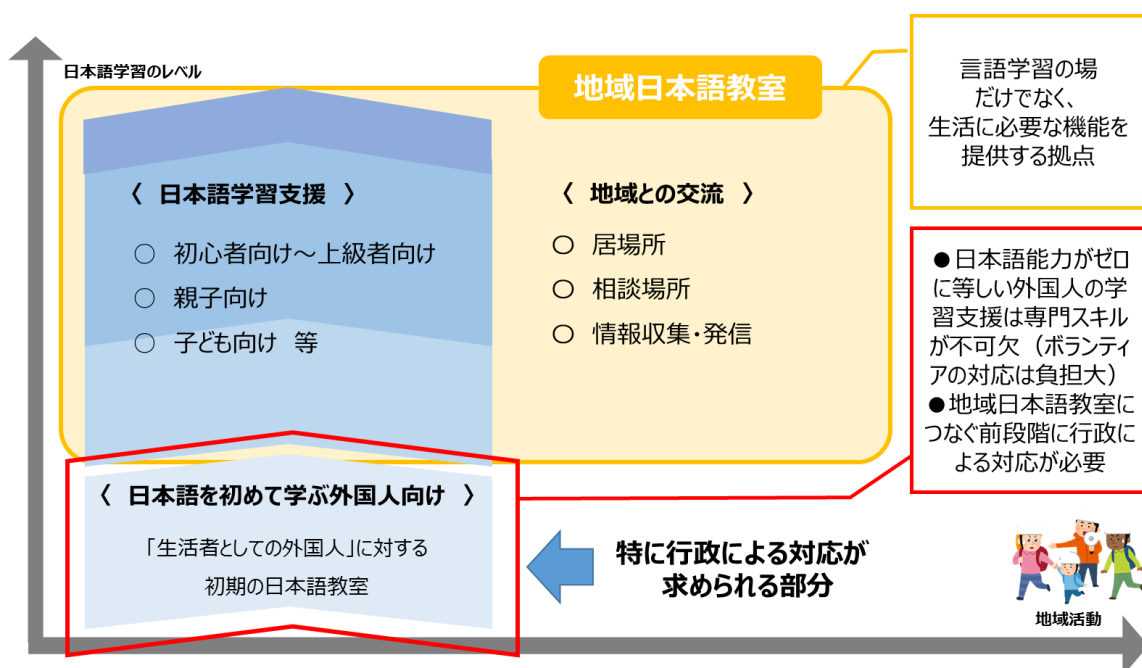 日本語学習のレベル
地域日本語教室
言語学習の場
だけでなく、
生活に必要な機能を
提供する拠点
〈 日本語学習支援 〉
○ 初心者向け～上級者向け
○ 親子向け
○ 子ども向け 等
〈 地域との交流 〉
○ 居場所
○ 相談場所
○ 情報収集・発信
●日本語能力がゼロ
に等しい外国人の学
習支援は専門スキル
が不可欠（ボランティ
アの対応は負担大）
●地域日本語教室に
つなぐ前段階に行政に
よる対応が必要
〈 日本語を初めて学ぶ外国人向け 〉
「生活者としての外国人」に対する
初期の日本語教室
特に行政による対応が
求められる部分
地域活動